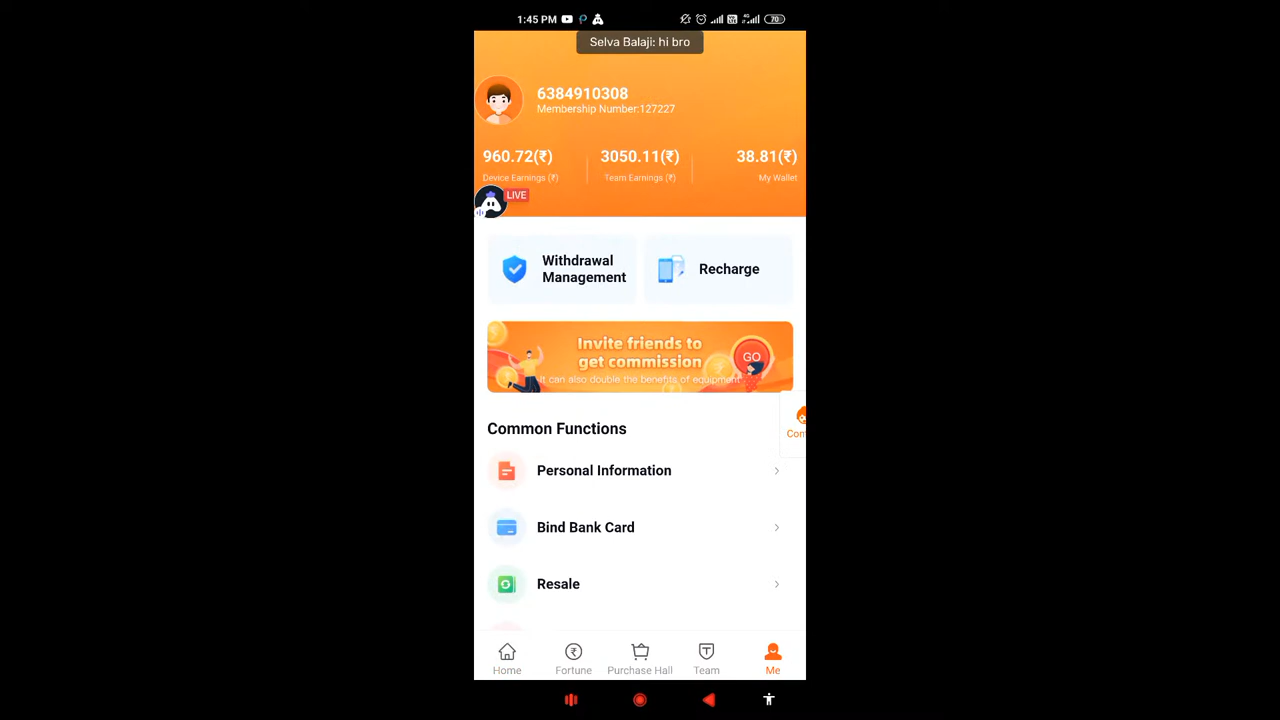 1:45 PM
4G
70
Selva Balaji: hi bro
6384910308
Membership Number:127227
960.72(₹) 3050.11(₹) 38.81(₹)
Device Earnings (₹) Team Earnings (₹) My Wallet
LIVE
Withdrawal
Management
Recharge
Invite friends to
get commission
GO
It can also double the benefits of equipment
Common Functions
Personal Information
Bind Bank Card
Resale
Home Fortune Purchase Hall Team Me